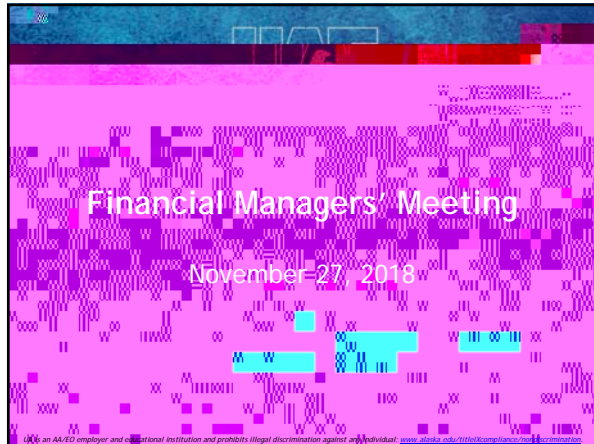 UAF
Financial Managers’ Meeting
November 27, 2018
UA is an AA/EO employer and educational institution and prohibits illegal discrimination against any individual: www.alaska.edu/titleIXcompliance/nondiscrimination.